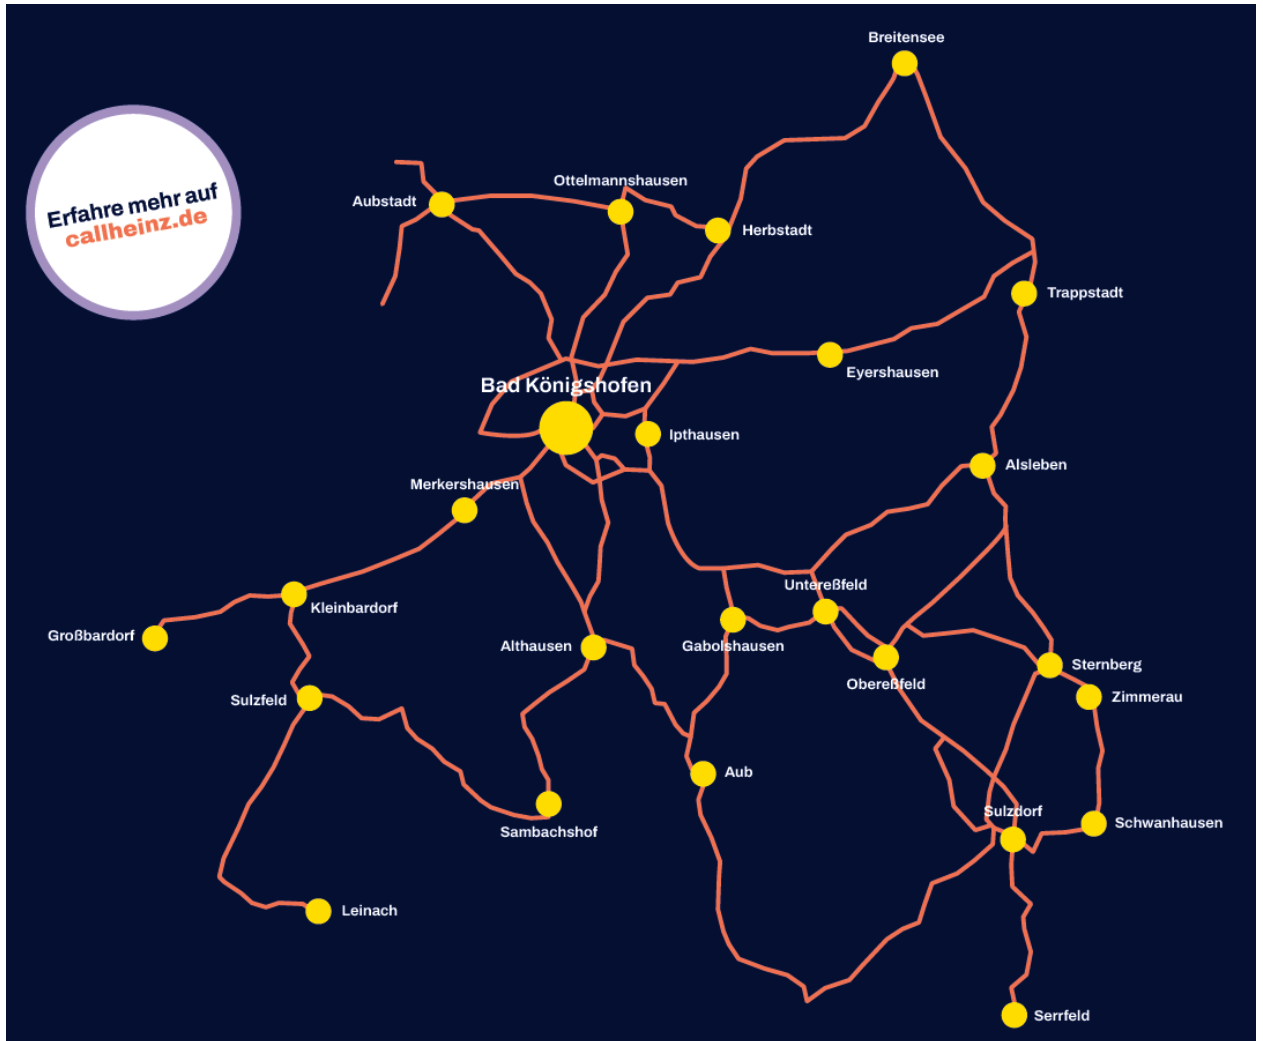 Breitensee
Erfahre mehr auf
callheinz.de
Ottelmannshausen
Aubstadt
Herbstadt
Trappstadt
Eyershausen
Bad Königshofen
Ipthausen
Alsleben
Merkershausen
Untereßfeld
Kleinbardorf
Großbardorf
Althausen
Gabolshausen
Sternberg
Obereßfeld
Zimmerau
Sulzfeld
Aub
Sulzdorf
Schwanhausen
Sambachshof
Leinach
Serrfeld